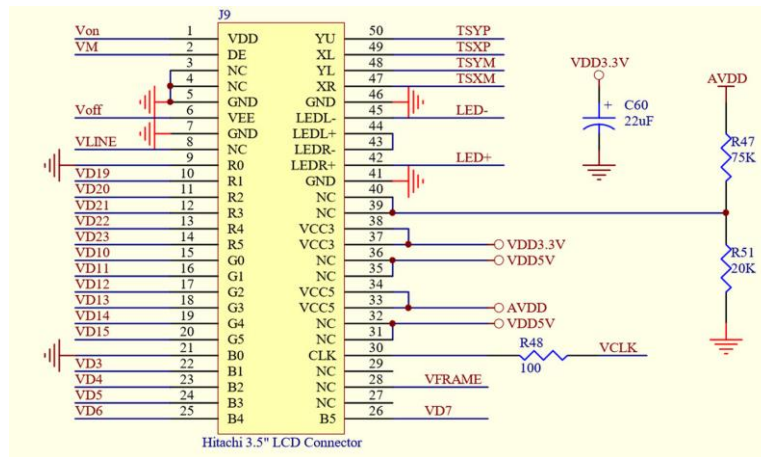 J9
Von 1 VDD YU 50 TSYP
VM 2 DE XL 49 TSXP
3 NC YL 48 TSYM
4 NC XR 47 TSXM
5 GND GND 46
Voff 6 VEE LEDL- 45 LED-
7 GND LEDL+ 44
VLINE 8 NC LEDR- 43
9 R0 LEDR+ 42 LED+
VD19 10 R1 GND 41
VD20 11 R2 NC 40
VD21 12 R3 NC 39
VD22 13 R4 VCC3 38
VD23 14 R5 VCC3 37 VDD3.3V
VD10 15 G0 NC 36 VDD5V
VD11 16 G1 NC 35
VD12 17 G2 VCC5 34
VD13 18 G3 VCC5 33 AVDD
VD14 19 G4 NC 32 VDD5V
VD15 20 G5 NC 31
21 B0 CLK 30 R48 100 VCLK
VD3 22 B1 NC 29
VD4 23 B2 NC 28 VFRAME
VD5 24 B3 NC 27
VD6 25 B4 B5 26 VD7
Hitachi 3.5" LCD Connector
VDD3.3V
+ C60
22uF
AVDD
R47
75K
R51
20K